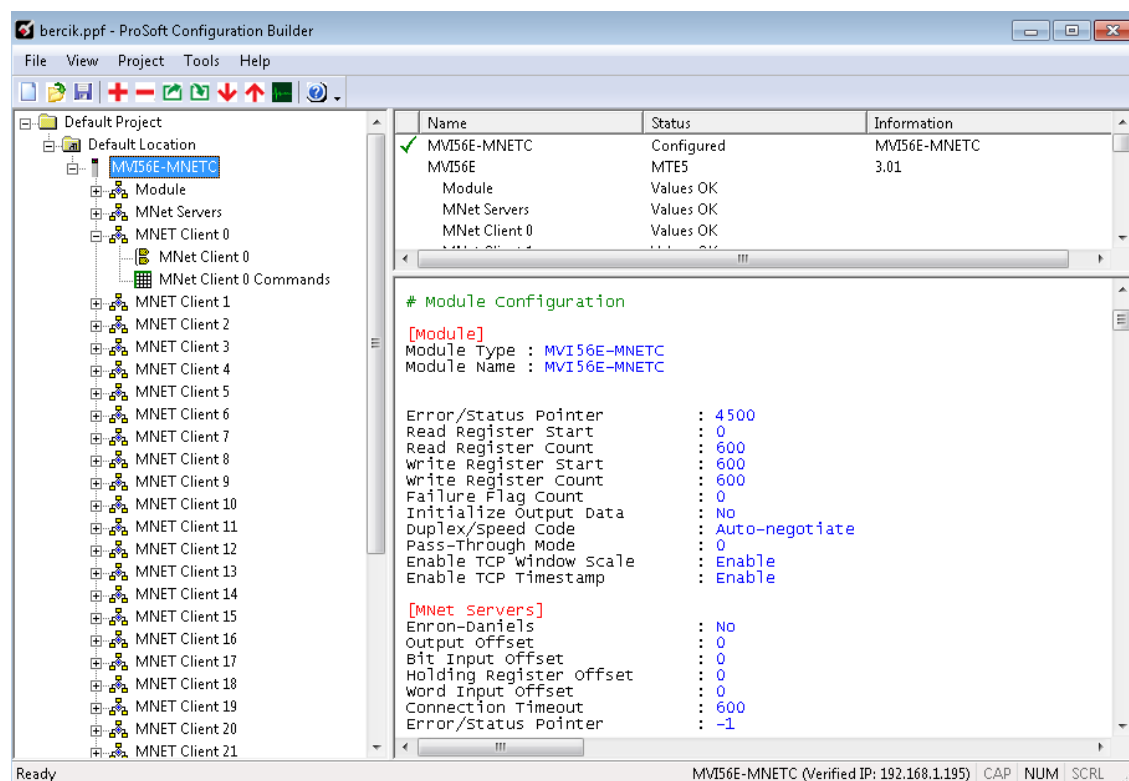 bercik.ppf - ProSoft Configuration Builder
File View Project Tools Help
Default Project
Default Location
MVI56E-MNETC
Module
MNet Servers
MNET Client 0
MNet Client 0
MNet Client 0 Commands
MNET Client 1
MNET Client 2
MNET Client 3
MNET Client 4
MNET Client 5
MNET Client 6
MNET Client 7
MNET Client 8
MNET Client 9
MNET Client 10
MNET Client 11
MNET Client 12
MNET Client 13
MNET Client 14
MNET Client 15
MNET Client 16
MNET Client 17
MNET Client 18
MNET Client 19
MNET Client 20
MNET Client 21
Name Status Information
MVI56E-MNETC Configured MVI56E-MNETC
MVI56E MTE5 3.01
Module Values OK
MNet Servers Values OK
MNet Client 0 Values OK
# Module Configuration
[Module]
Module Type : MVI56E-MNETC
Module Name : MVI56E-MNETC
Error/Status Pointer : 4500
Read Register Start : 0
Read Register Count : 600
Write Register Start : 600
Write Register Count : 600
Failure Flag Count : 0
Initialize Output Data : No
Duplex/Speed Code : Auto-negotiate
Pass-Through Mode : 0
Enable TCP Window Scale : Enable
Enable TCP Timestamp : Enable
[MNet Servers]
Enron-Daniels : No
Output Offset : 0
Bit Input Offset : 0
Holding Register Offset : 0
Word Input Offset : 0
Connection Timeout : 600
Error/Status Pointer : -1
Ready MVI56E-MNETC (Verified IP: 192.168.1.195) CAP NUM SCRL